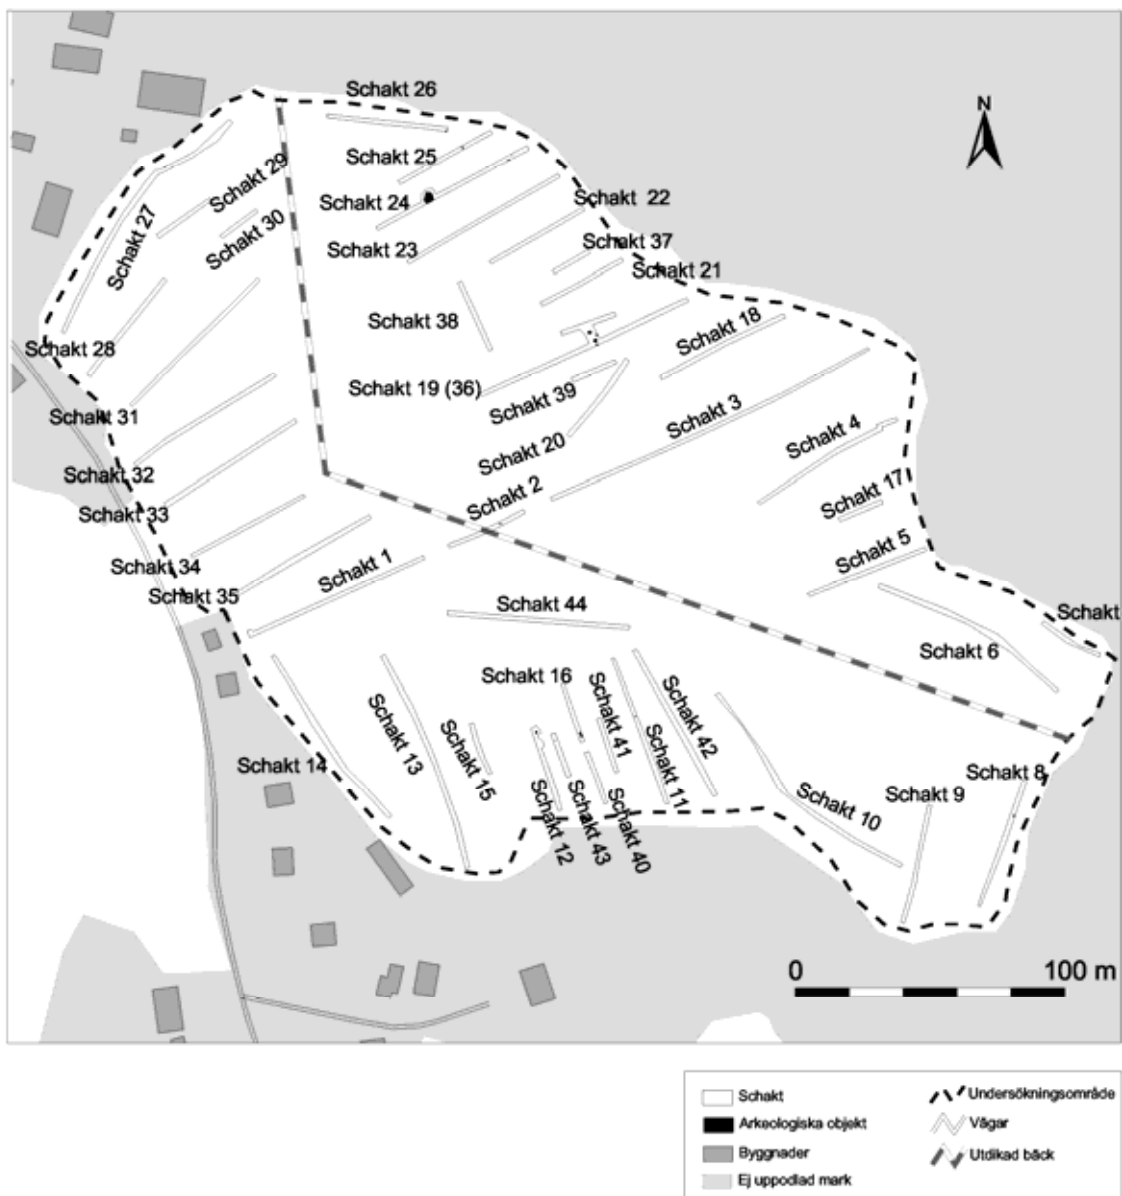 Schakt 26
N
Schakt 25
Schakt 29
Schakt 24
Schakt 22
Schakt 23
Schakt 27
Schakt 30
Schakt 37
Schakt 21
Schakt 38
Schakt 18
Schakt 28
Schakt 19 (36)
Schakt 39
Schakt 3
Schakt 31
Schakt 4
Schakt 20
Schakt 32
Schakt 2
Schakt 17
Schakt 33
Schakt 5
Schakt 34
Schakt 1
Schakt 35
Schakt 44
Schakt
Schakt 6
Schakt 16
Schakt 41
Schakt 42
Schakt 13
Schakt 15
Schakt 11
Schakt 14
Schakt 8
Schakt 9
Schakt 10
Schakt 12
Schakt 43
Schakt 40
0 100 m
Schakt
Arkeologiska objekt
Byggnader
Ej uppodlad mark
Undersökningsområde
Vägar
Utdikad bäck